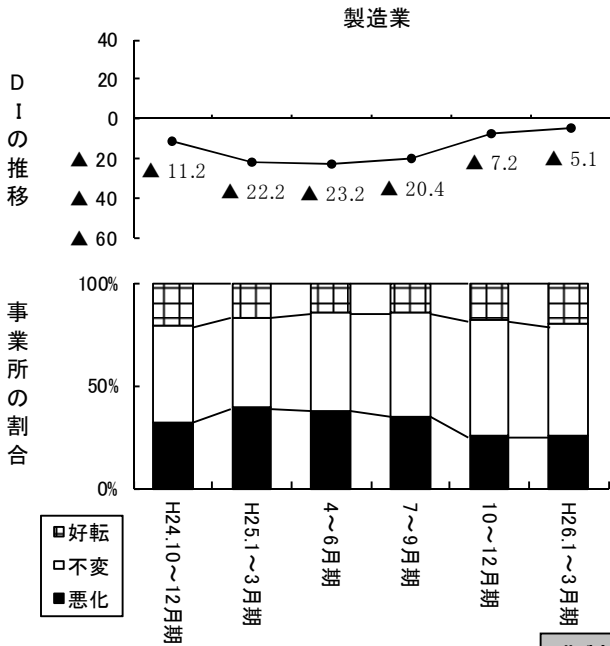 製造業
DIの推移
40
20
0
▲ 20
▲ 40
▲ 60
▲ 11.2
▲ 22.2
▲ 23.2
▲ 20.4
▲ 7.2
▲ 5.1
事業所の割合
100%
50%
0%
H24.10～12月期
H25.1～3月期
4～6月期
7～9月期
10～12月期
H26.1～3月期
好転
不変
悪化